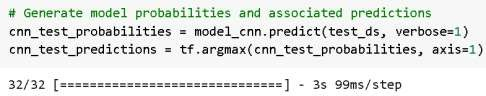 # Generate model probabilities and associated predictions
cnn_test_probabilities = model_cnn.predict(test_ds, verbose=1)
cnn_test_predictions = tf.argmax(cnn_test_probabilities, axis=1)
32/32 [==============================] - 3s 99ms/step